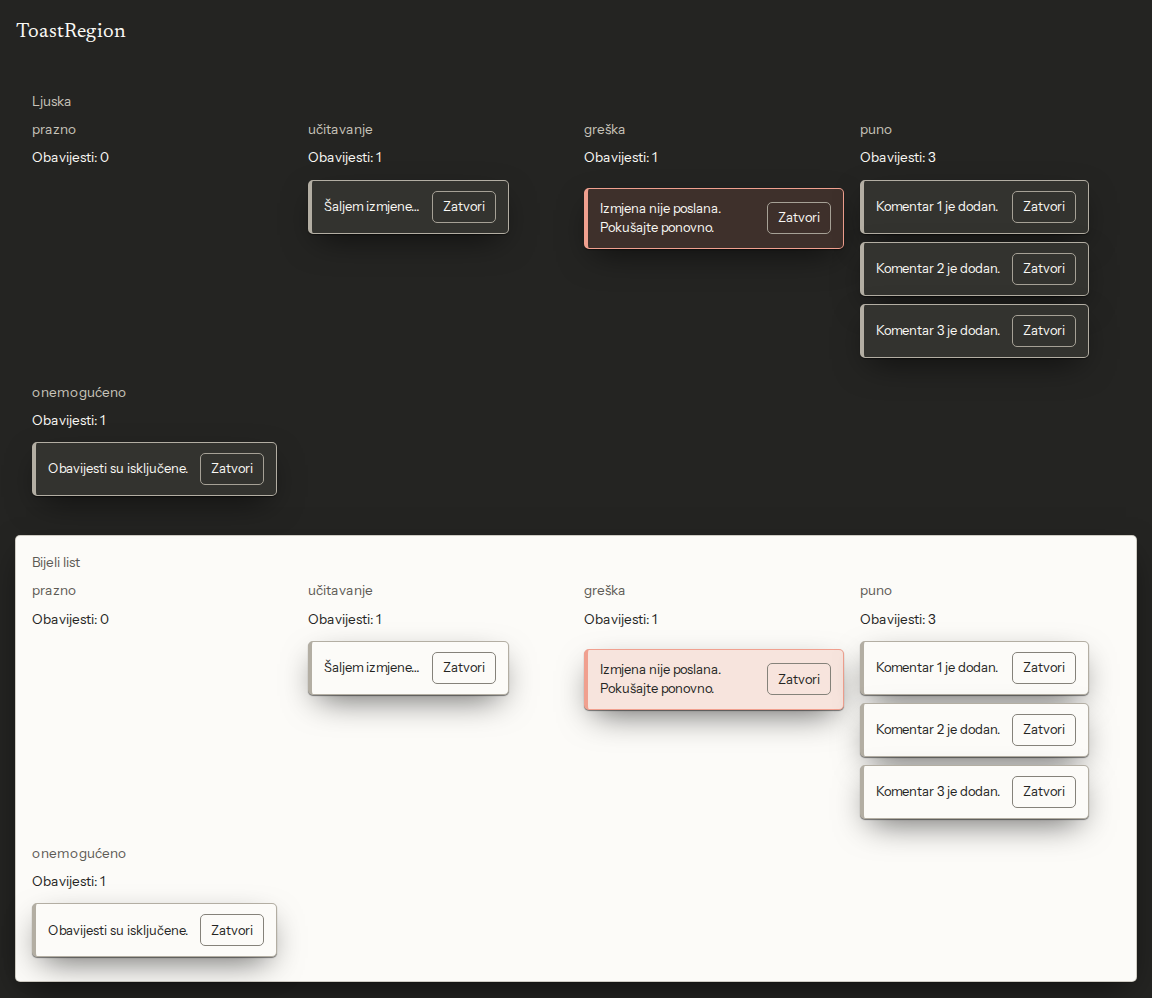 ToastRegion
Ljuska
prazno
Obavijesti: 0
učitavanje
Obavijesti: 1
Šaljem izmjene…
Zatvori
greška
Obavijesti: 1
Izmjena nije poslana.
Pokušajte ponovno.
Zatvori
puno
Obavijesti: 3
Komentar 1 je dodan.
Zatvori
Komentar 2 je dodan.
Zatvori
Komentar 3 je dodan.
Zatvori
onemogućeno
Obavijesti: 1
Obavijesti su isključene.
Zatvori
Bijeli list
prazno
Obavijesti: 0
učitavanje
Obavijesti: 1
Šaljem izmjene…
Zatvori
greška
Obavijesti: 1
Izmjena nije poslana.
Pokušajte ponovno.
Zatvori
puno
Obavijesti: 3
Komentar 1 je dodan.
Zatvori
Komentar 2 je dodan.
Zatvori
Komentar 3 je dodan.
Zatvori
onemogućeno
Obavijesti: 1
Obavijesti su isključene.
Zatvori